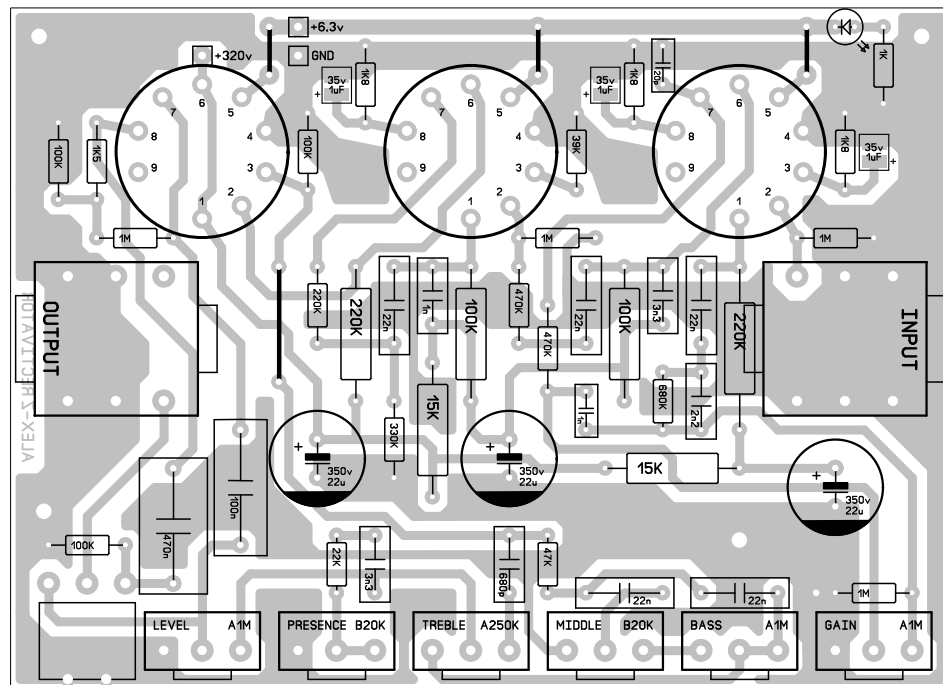 +6.3v
+320v
GND
35v
1uF
+
1K8
35v
1uF
+
1K8
20p
1K
7
6
5
8
4
9
3
2
1
7
6
5
8
4
9
3
2
1
7
6
5
8
4
9
3
2
1
100K
1K5
100K
39K
1K8
35v
1uF
+
1M
1M
1M
OUTPUT
ALEX-Z RECTIVATOR
220K
220K
22n
1n
100K
470K
470K
22n
100K
3n3
22n
220K
INPUT
330K
15K
1n
680K
2n2
+
350v
22u
+
350v
22u
15K
+
350v
22u
470n
100n
100K
22K
3n3
680p
47K
22n
22n
1M
LEVEL A1M
PRESENCE B20K
TREBLE A250K
MIDDLE B20K
BASS A1M
GAIN A1M